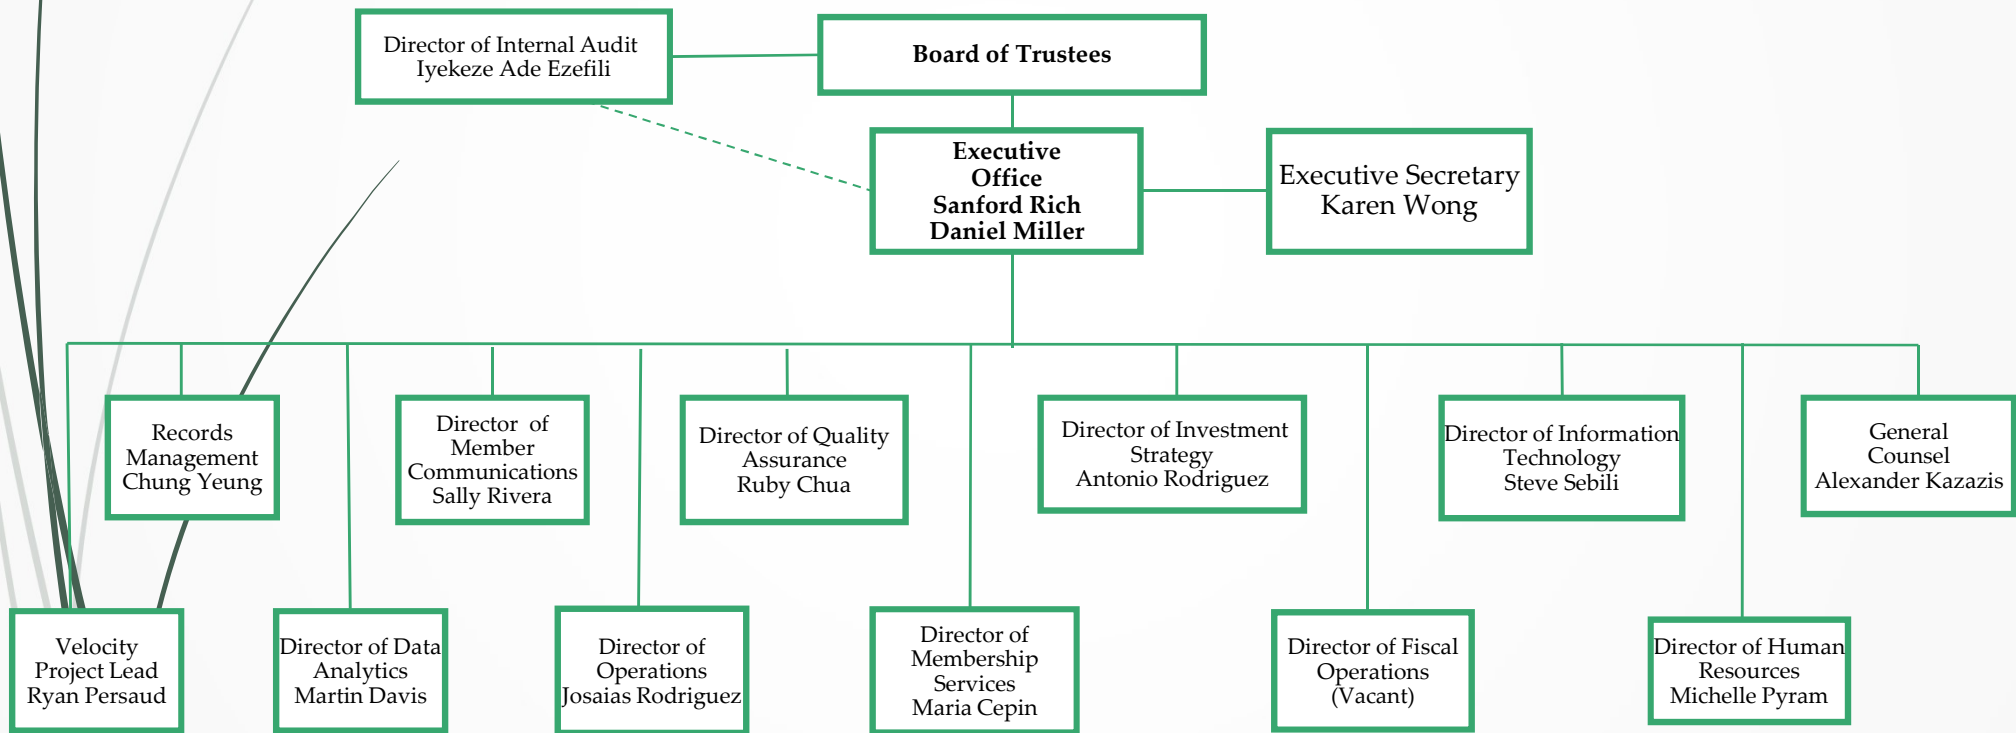 Director of Internal Audit
Iyekeze Ade Ezefili
Board of Trustees
Executive
Office
Sanford Rich
Daniel Miller
Executive Secretary
Karen Wong
Records
Management
Chung Yeung
Director of
Member
Communications
Sally Rivera
Director of Quality
Assurance
Ruby Chua
Director of Investment
Strategy
Antonio Rodriguez
Director of Information
Technology
Steve Sebili
General
Counsel
Alexander Kazazis
Velocity
Project Lead
Ryan Persaud
Director of Data
Analytics
Martin Davis
Director of
Operations
Josaias Rodriguez
Director of
Membership
Services
Maria Cepin
Director of Fiscal
Operations
(Vacant)
Director of Human
Resources
Michelle Pyram